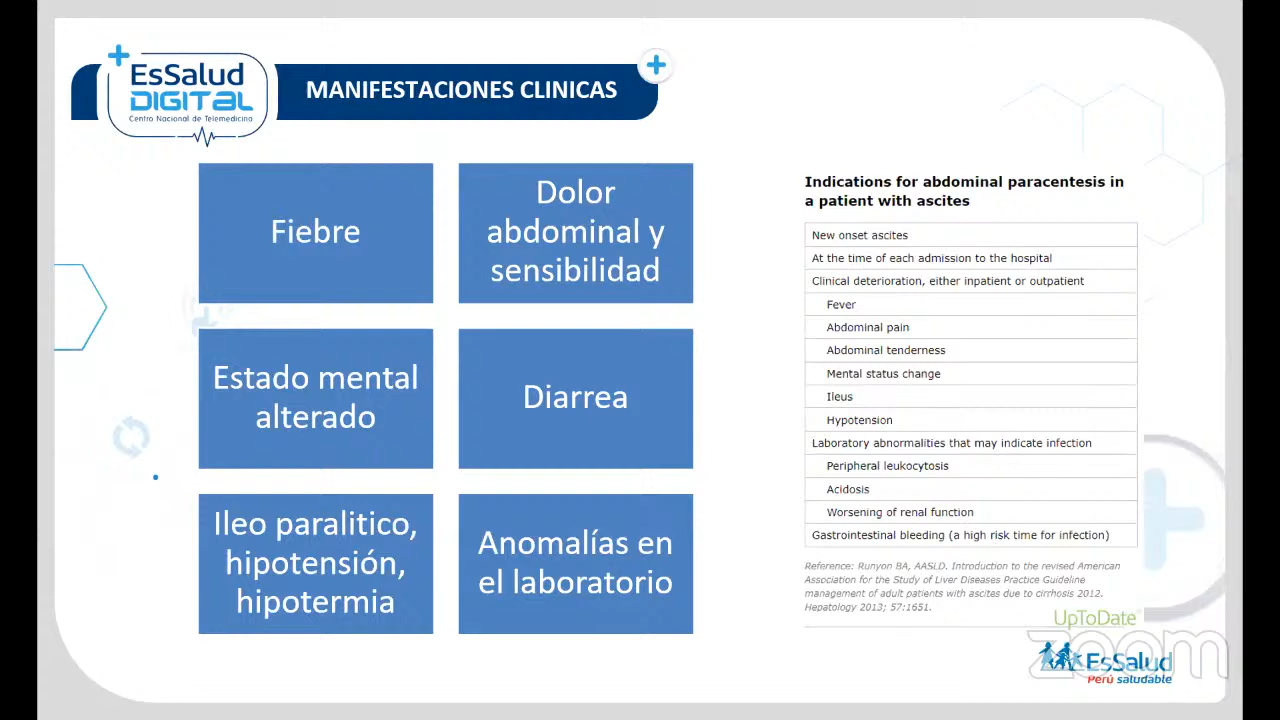 EsSalud
DIGITAL
Centro Nacional de Telemedicina
MANIFESTACIONES CLINICAS
Fiebre
Dolor
abdominal y
sensibilidad
Estado mental
alterado
Diarrea
Ileo paralitico,
hipotensión,
hipotermia
Anomalías en
el laboratorio
Indications for abdominal paracentesis in
a patient with ascites
New onset ascites
At the time of each admission to the hospital
Clinical deterioration, either inpatient or outpatient
Fever
Abdominal pain
Abdominal tenderness
Mental status change
Ileus
Hypotension
Laboratory abnormalities that may indicate infection
Peripheral leukocytosis
Acidosis
Worsening of renal function
Gastrointestinal bleeding (a high risk time for infection)
Reference: Runyon BA, AASLD. Introduction to the revised American
Association for the Study of Liver Diseases Practice Guideline
management of adult patients with ascites due to cirrhosis 2012.
Hepatology 2013; 57:1651.
UpToDate®
zoom
EsSalud
Perú saludable